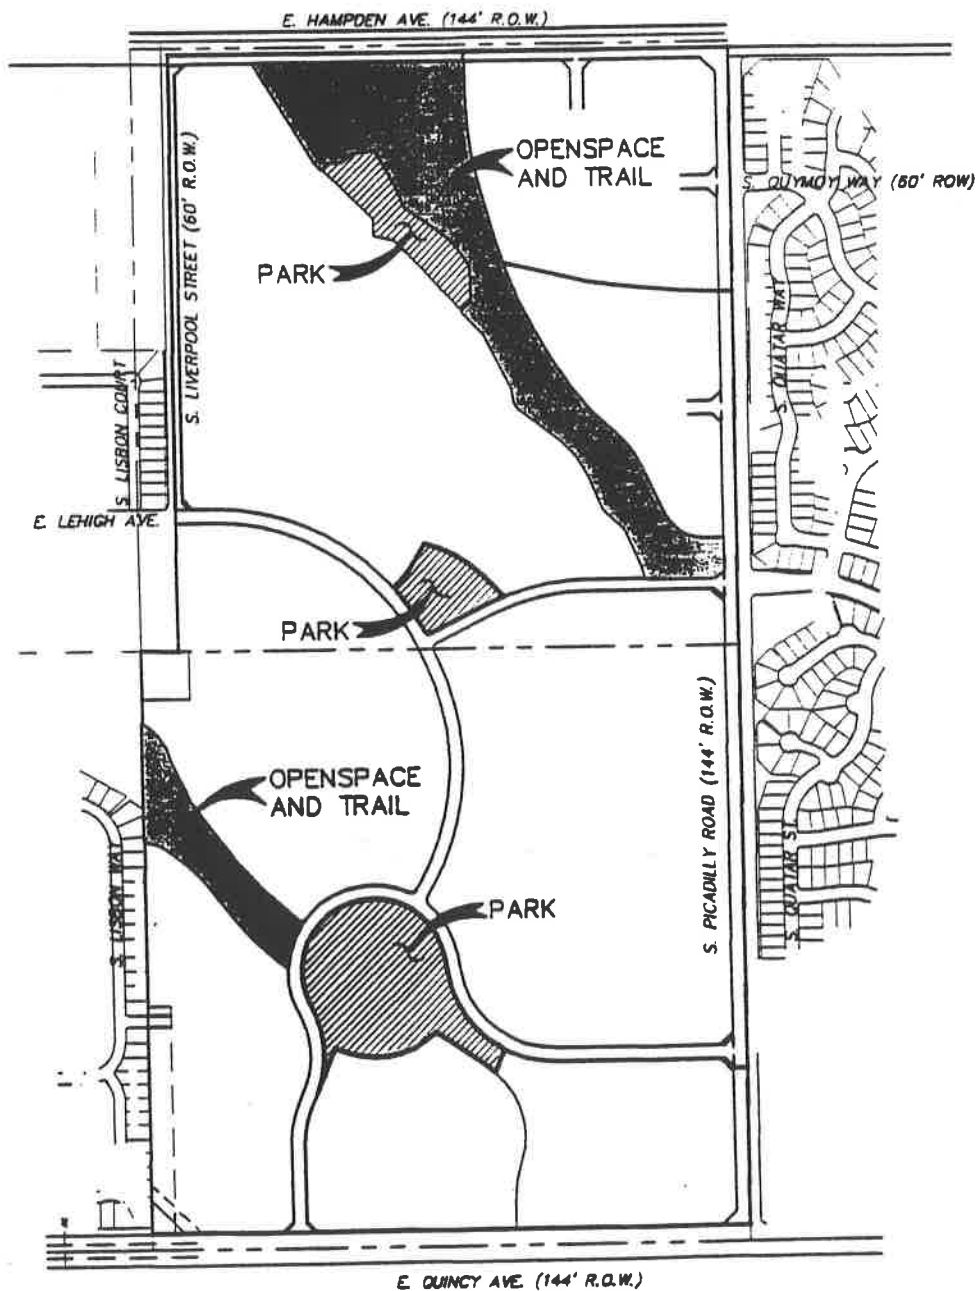 E. HAMPDEN AVE. (144' R.O.W.)
OPENSPACE
AND TRAIL
S. QUYMOY WAY (60' ROW)
PARK
S. LIVERPOOL STREET (60' R.O.W.)
S. QUATAR WAY
S. LISBON COURT
E. LEHIGH AVE.
PARK
S. PICADILLY ROAD (144' R.O.W.)
OPENSPACE
AND TRAIL
S. QUATAR ST.
S. LISBON WAY
PARK
E. QUINCY AVE. (144' R.O.W.)